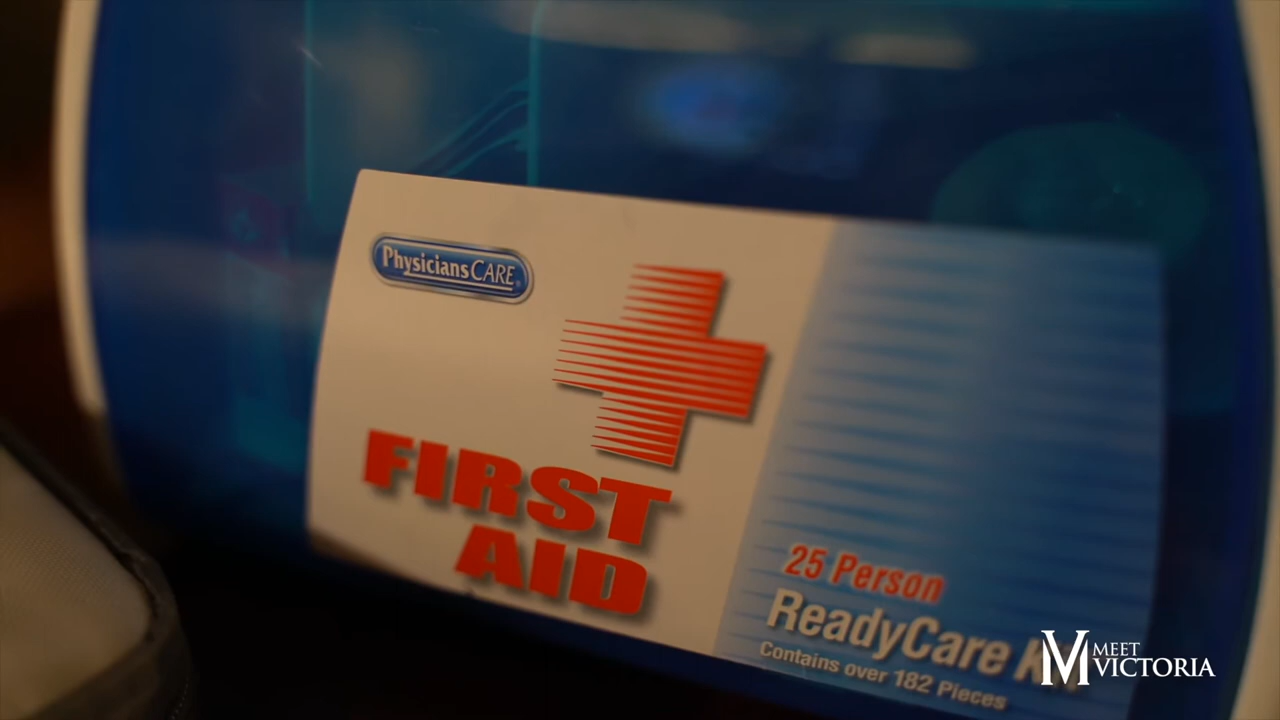 PhysiciansCARE
FIRST
AID
25 Person
ReadyCare
Contains over 182 Pieces
MEET
VICTORIA